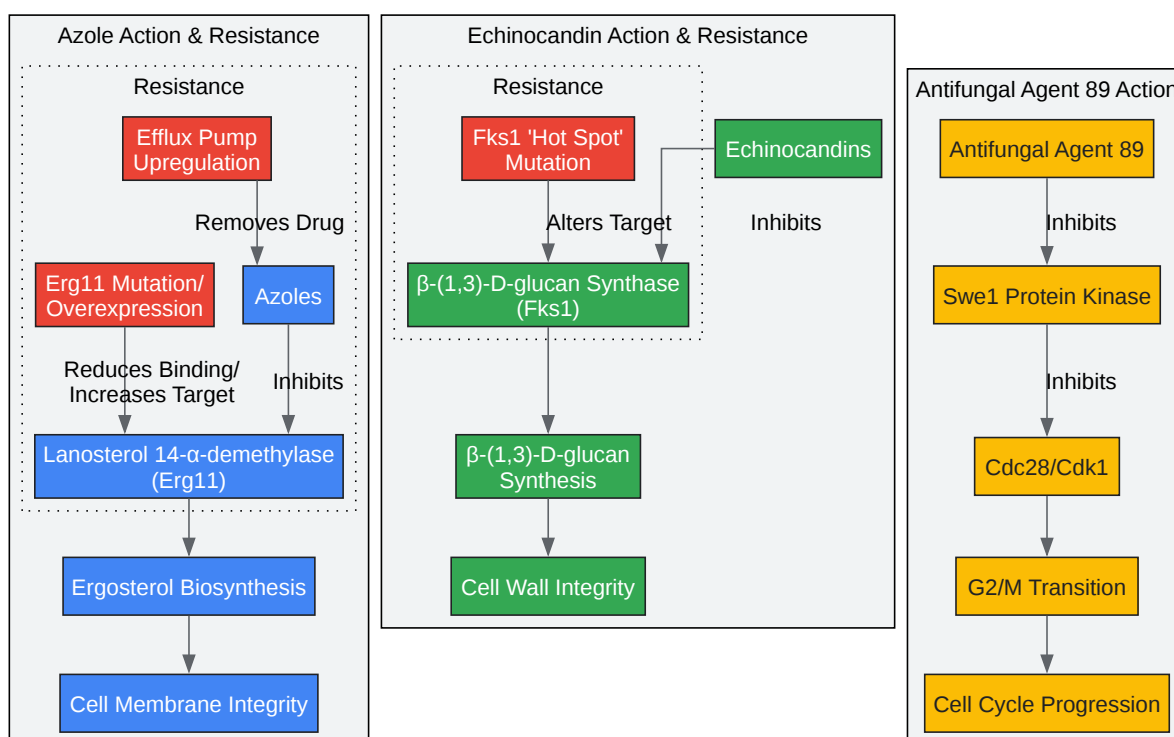 Azole Action & Resistance
Resistance
Efflux Pump
Upregulation
Removes Drug
Erg11 Mutation/
Overexpression
Azoles
Reduces Binding/
Increases Target
Inhibits
Lanosterol 14-α-demethylase
(Erg11)
Ergosterol Biosynthesis
Cell Membrane Integrity
Echinocandin Action & Resistance
Resistance
Fks1 'Hot Spot'
Mutation
Echinocandins
Alters Target
Inhibits
β-(1,3)-D-glucan Synthase
(Fks1)
β-(1,3)-D-glucan
Synthesis
Cell Wall Integrity
Antifungal Agent 89 Action
Antifungal Agent 89
Inhibits
Swe1 Protein Kinase
Inhibits
Cdc28/Cdk1
G2/M Transition
Cell Cycle Progression